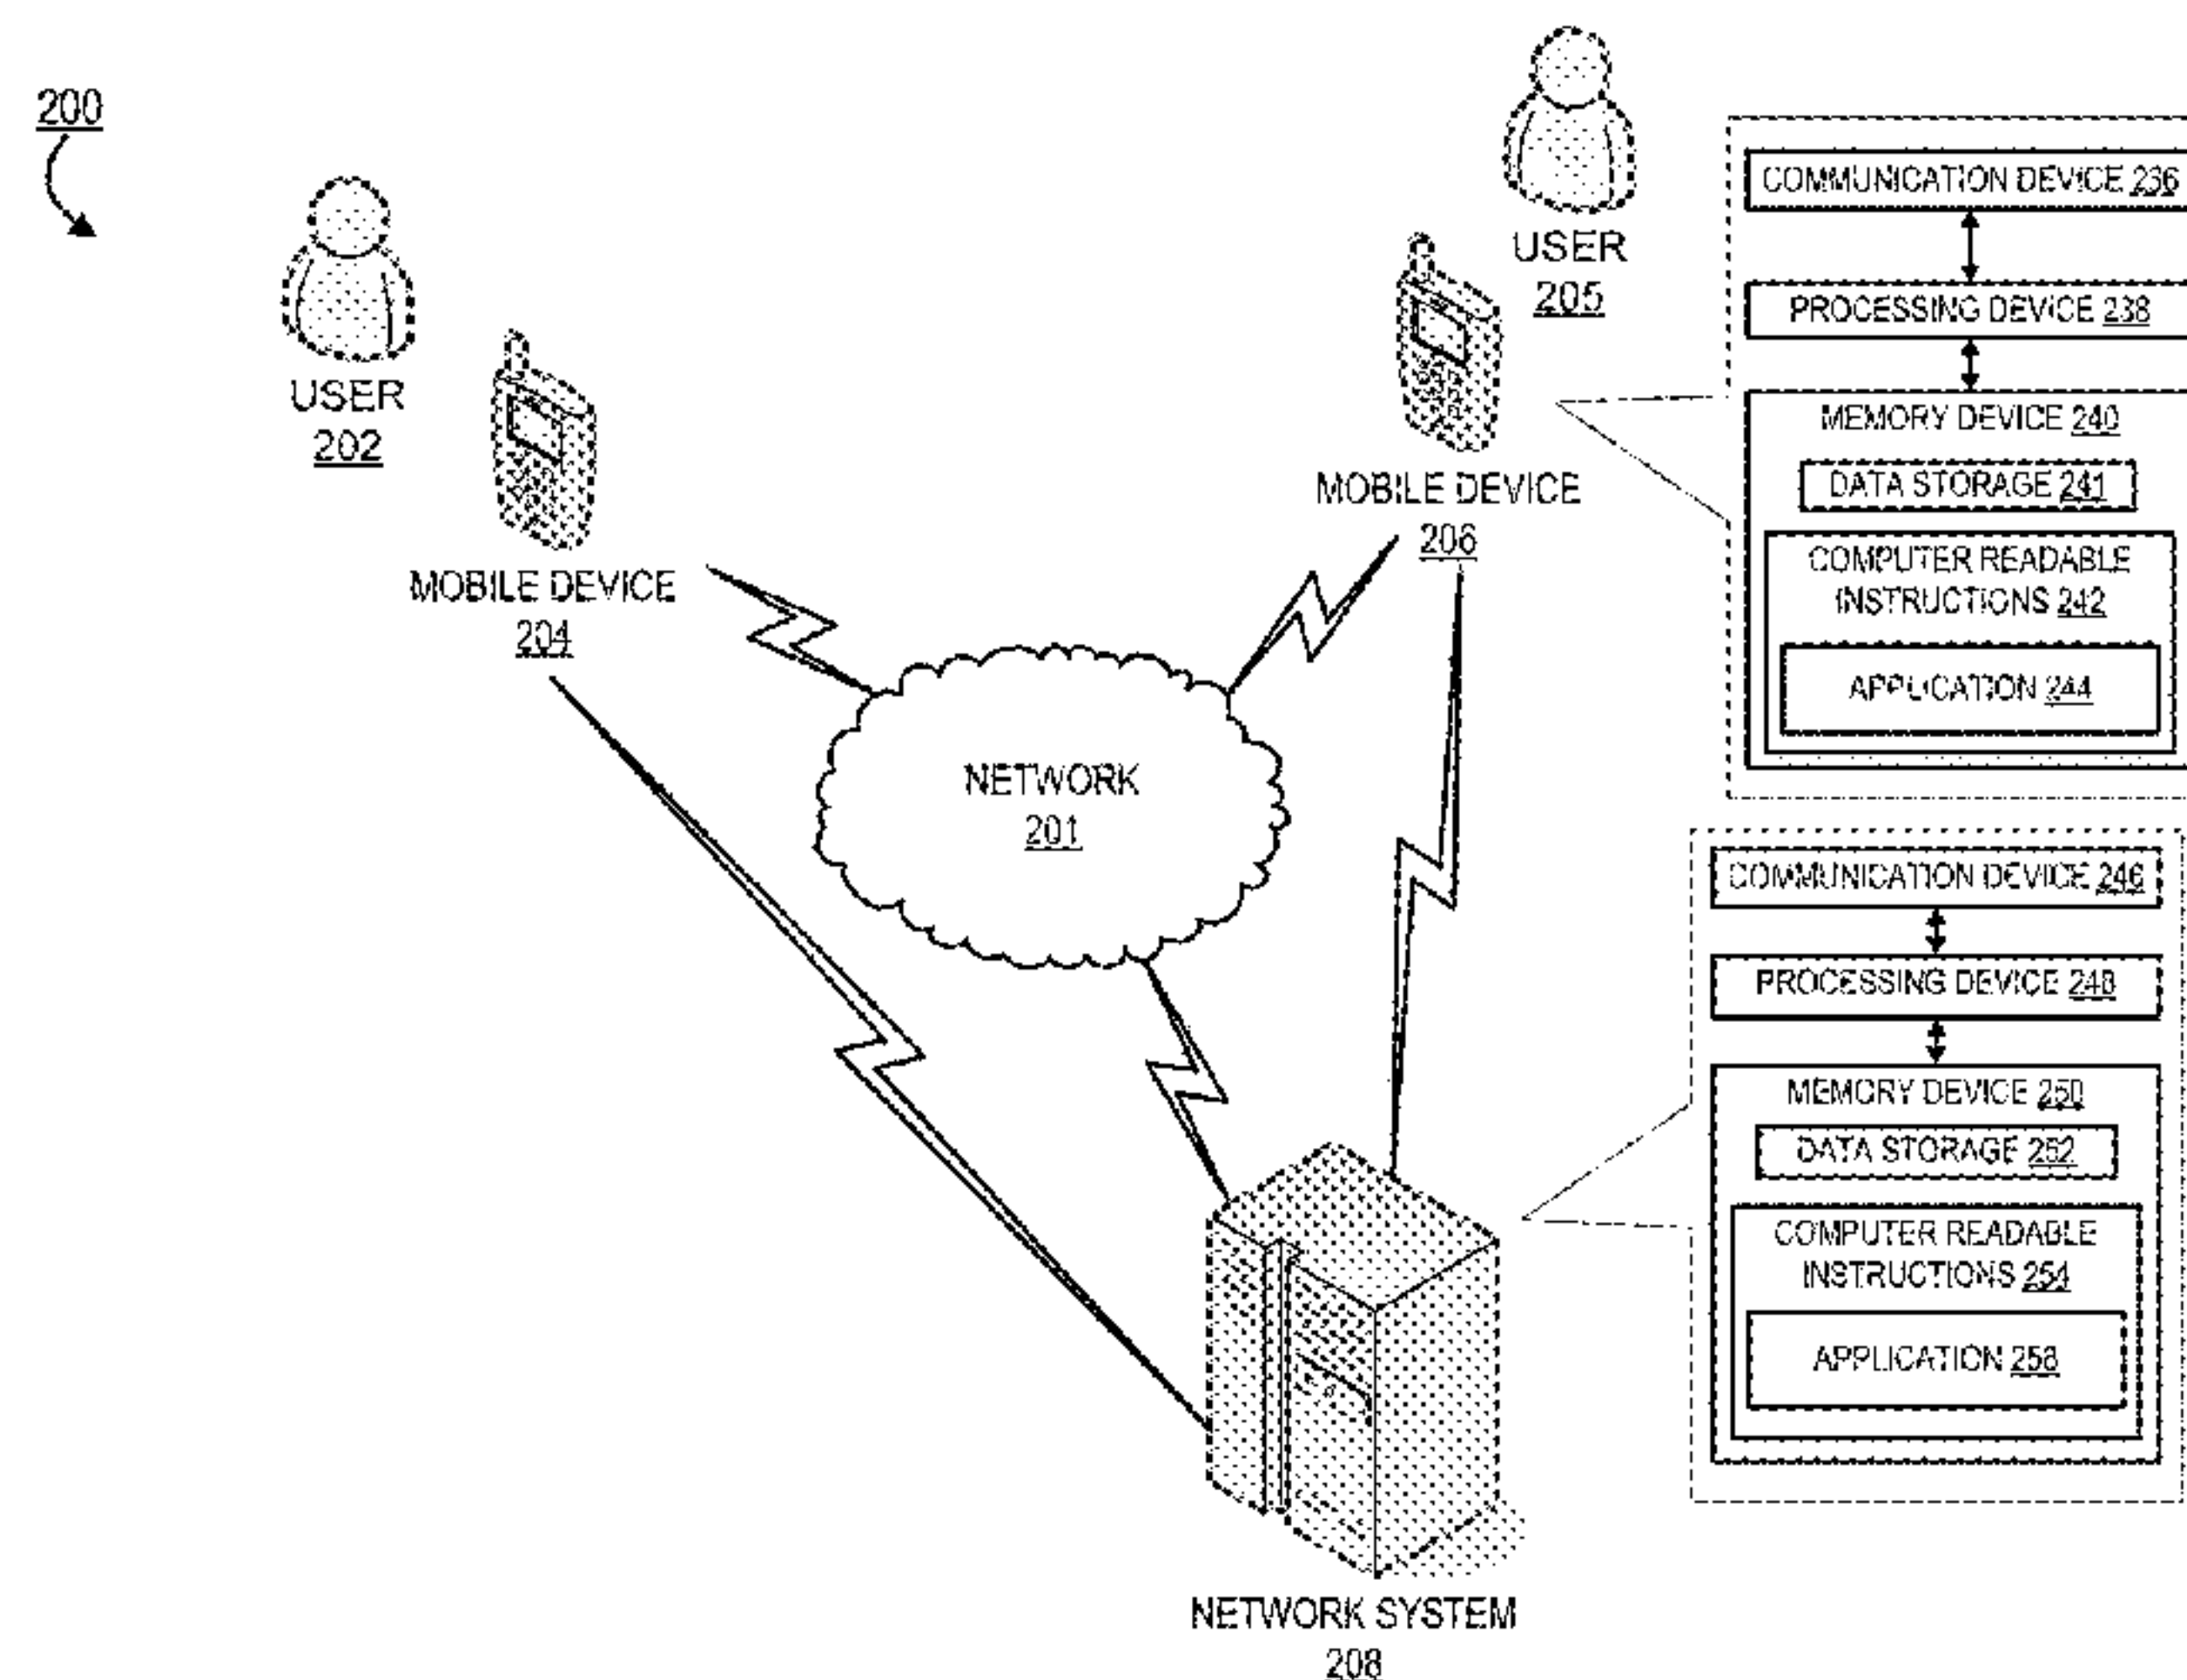 200
USER
202
MOBILE DEVICE
204
USER
205
MOBILE DEVICE
206
NETWORK
201
NETWORK SYSTEM
208
COMMUNICATION DEVICE 236
PROCESSING DEVICE 238
MEMORY DEVICE 240
DATA STORAGE 241
COMPUTER READABLE
INSTRUCTIONS 242
APPLICATION 244
COMMUNICATION DEVICE 246
PROCESSING DEVICE 248
MEMORY DEVICE 250
DATA STORAGE 252
COMPUTER READABLE
INSTRUCTIONS 254
APPLICATION 258